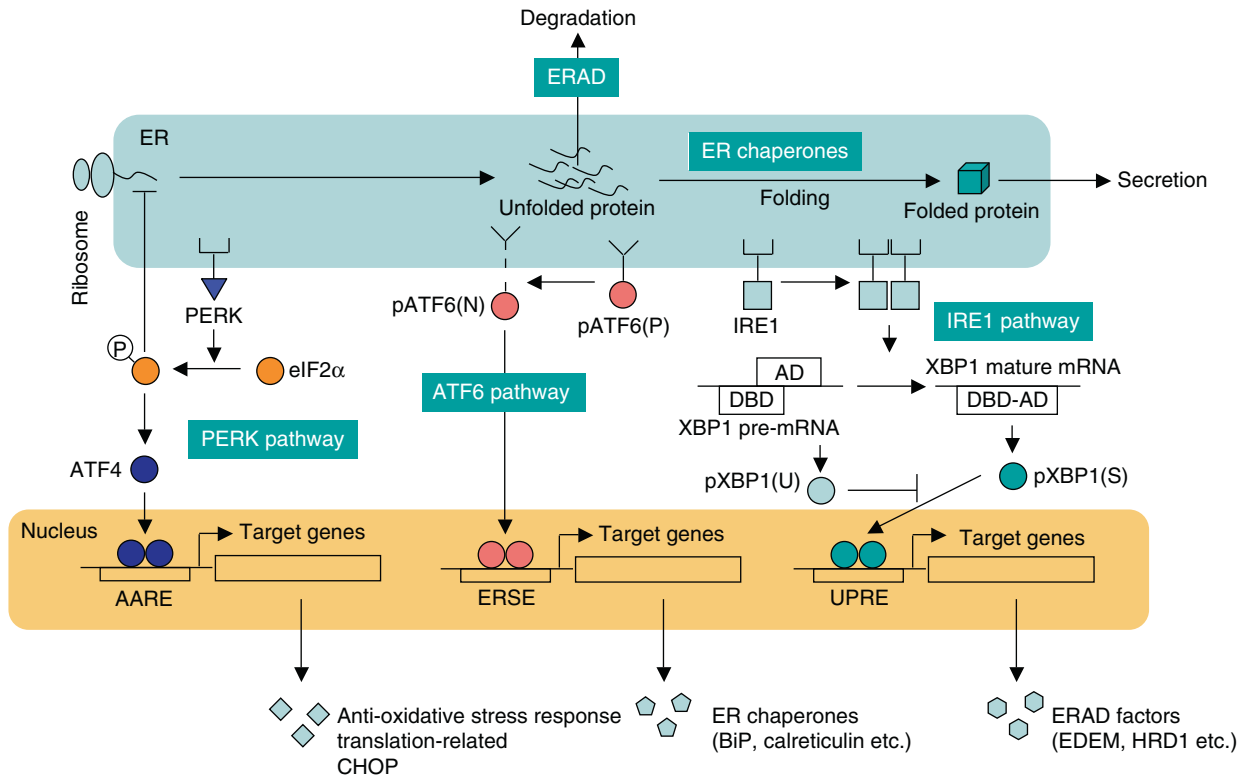 Degradation
ERAD
ER
ER chaperones
Ribosome
Unfolded protein
Folding
Folded protein
Secretion
PERK
pATF6(N)
pATF6(P)
IRE1
IRE1 pathway
P
eIF2α
ATF6 pathway
AD
DBD
XBP1 pre-mRNA
XBP1 mature mRNA
DBD-AD
PERK pathway
ATF4
pXBP1(U)
pXBP1(S)
Nucleus
Target genes
AARE
Target genes
ERSE
Target genes
UPRE
Anti-oxidative stress response
translation-related
CHOP
ER chaperones
(BiP, calreticulin etc.)
ERAD factors
(EDEM, HRD1 etc.)